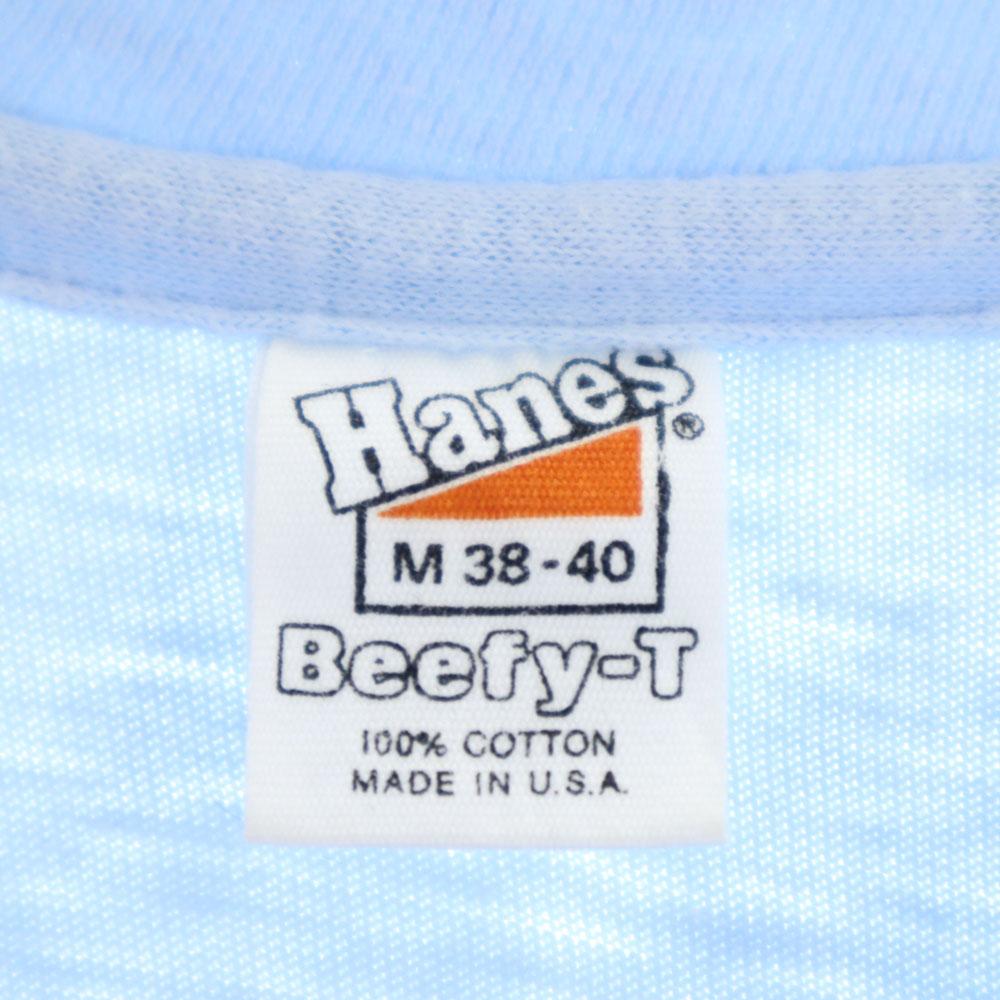 Hanes®
M 38-40
Beefy-T
100% COTTON
MADE IN U.S.A.